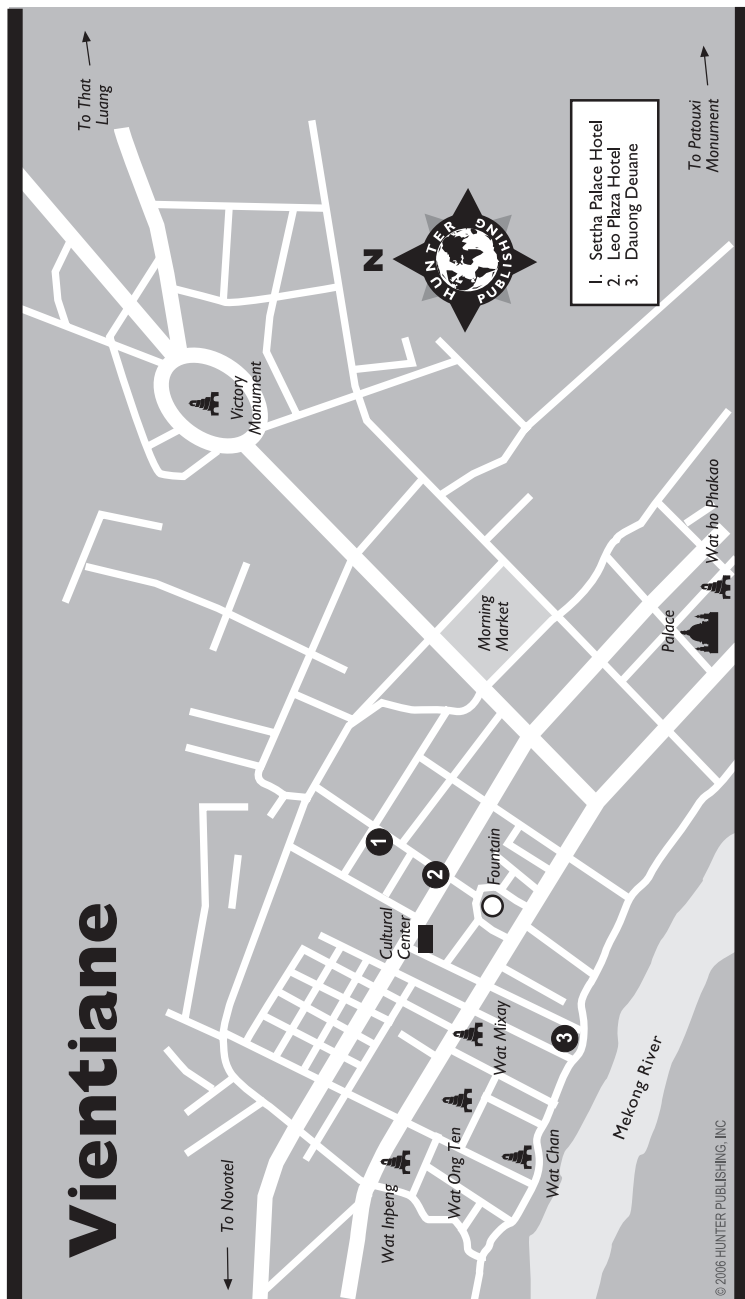 Vientiane
To That
Luang
Victory
Monument
N
HUNTER
PUBLISHING
1. Settha Palace Hotel
2. Leo Plaza Hotel
3. Dauong Deuane
To Patouxi
Monument
Morning
Market
Palace
Wat ho Phakao
1
2
Fountain
Cultural
Center
Wat Mixay
3
Wat Ong Ten
Wat Inpeng
Wat Chan
Mekong River
To Novotel
© 2006 HUNTER PUBLISHING, INC